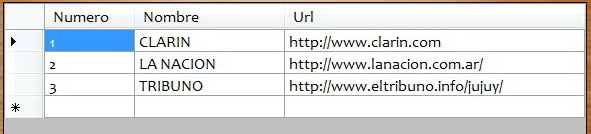 Numero Nombre Url
1 CLARIN http://www.clarin.com
2 LA NACION http://www.lanacion.com.ar/
3 TRIBUNO http://www.eltribuno.info/jujuy/